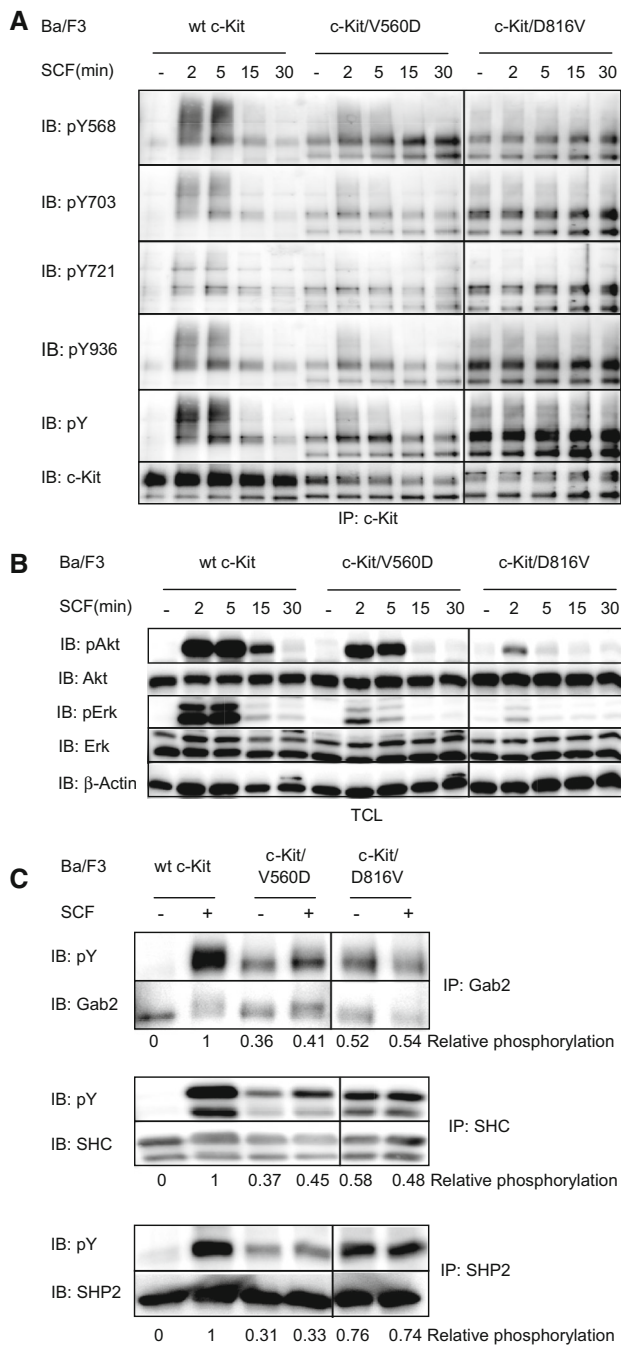 A
Ba/F3 wt c-Kit c-Kit/V560D c-Kit/D816V
SCF(min) - 2 5 15 30 - 2 5 15 30 - 2 5 15 30
IB: pY568
IB: pY703
IB: pY721
IB: pY936
IB: pY
IB: c-Kit
IP: c-Kit
B
Ba/F3 wt c-Kit c-Kit/V560D c-Kit/D816V
SCF(min) - 2 5 15 30 - 2 5 15 30 - 2 5 15 30
IB: pAkt
IB: Akt
IB: pErk
IB: Erk
IB: β-Actin
TCL
C
Ba/F3 wt c-Kit c-Kit/ V560D c-Kit/ D816V
SCF - + - + - +
IB: pY
IB: Gab2
IP: Gab2
0 1 0.36 0.41 0.52 0.54 Relative phosphorylation
IB: pY
IB: SHC
IP: SHC
0 1 0.37 0.45 0.58 0.48 Relative phosphorylation
IB: pY
IB: SHP2
IP: SHP2
0 1 0.31 0.33 0.76 0.74 Relative phosphorylation